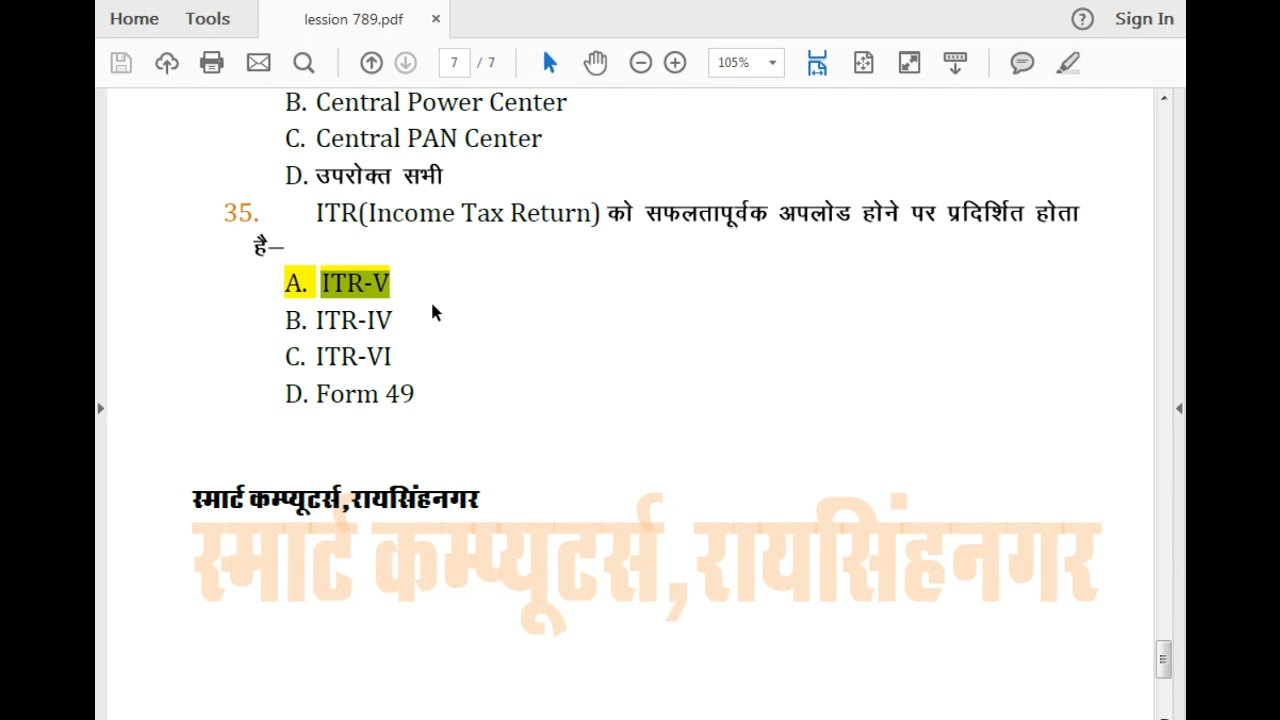 Home Tools lession 789.pdf × ? Sign In
7 / 7 105%
B. Central Power Center
C. Central PAN Center
D. उपरोक्त सभी
35. ITR(Income Tax Return) को सफलतापूर्वक अपलोड होने पर प्रदिर्शित होता
है–
A. ITR-V
B. ITR-IV
C. ITR-VI
D. Form 49
स्मार्ट कम्प्यूटर्स,रायसिंहनगर
स्मार्ट कम्प्यूटर्स,रायसिंहनगर